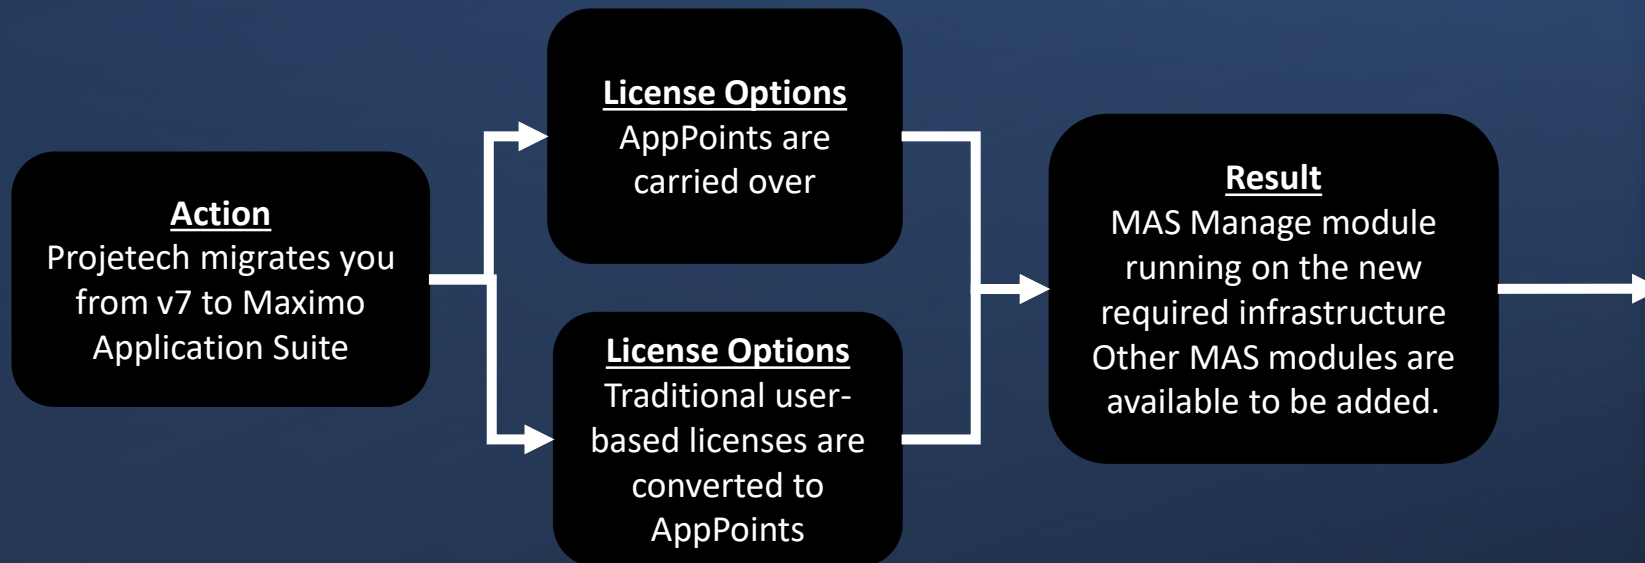 Action
Projetech migrates you
from v7 to Maximo
Application Suite
License Options
AppPoints are
carried over
License Options
Traditional user-
based licenses are
converted to
AppPoints
Result
MAS Manage module
running on the new
required infrastructure
Other MAS modules are
available to be added.